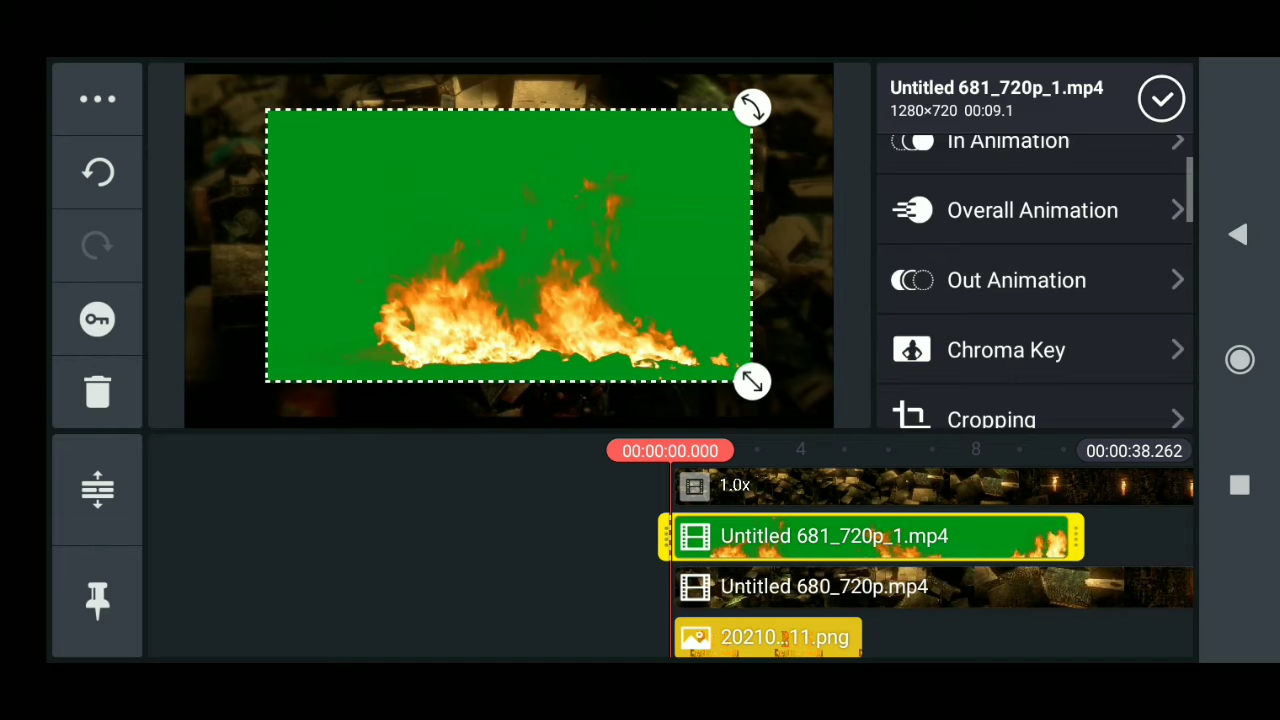 Untitled 681_720p_1.mp4
1280×720 00:09.1
In Animation
Overall Animation
Out Animation
Chroma Key
Cropping
00:00:00.000
4
8
00:00:38.262
1.0x
Untitled 681_720p_1.mp4
Untitled 680_720p.mp4
20210...11.png